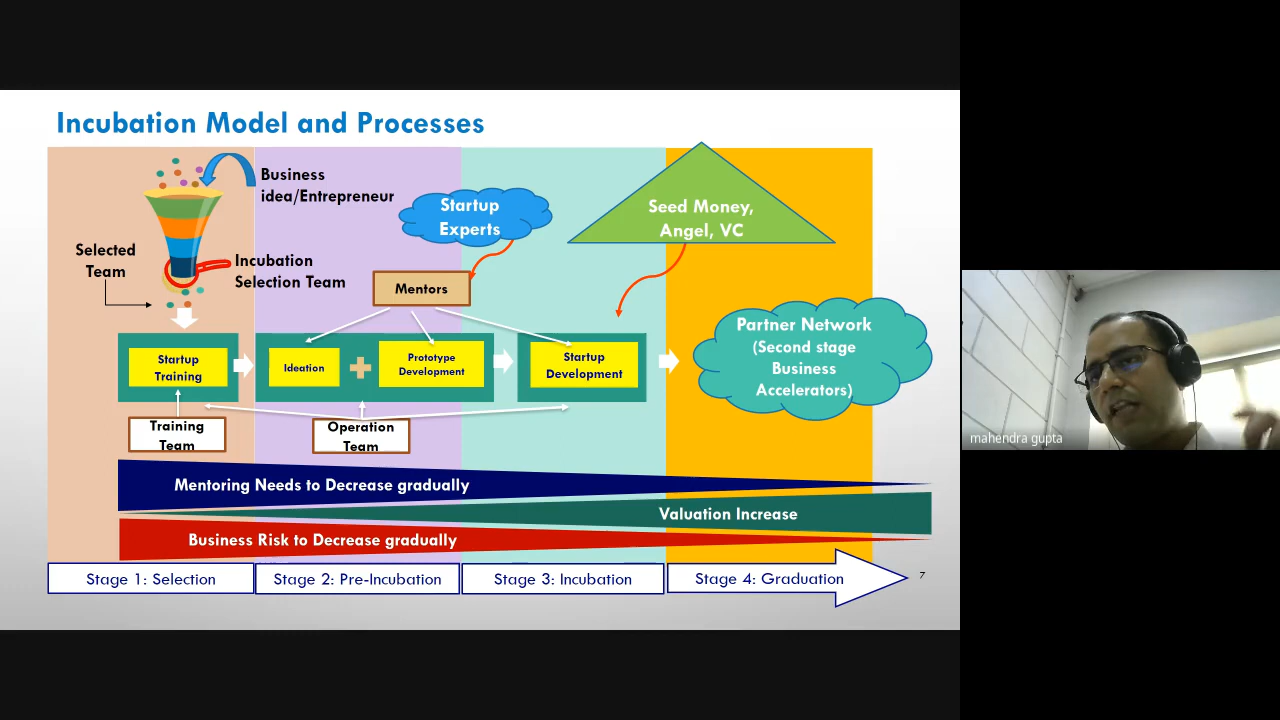 Incubation Model and Processes
Business
idea/Entrepreneur
Startup
Experts
Seed Money,
Angel, VC
Selected
Team
Incubation
Selection Team
Mentors
Partner Network
(Second stage
Business
Accelerators)
Startup
Training
Ideation
Prototype
Development
Startup
Development
Training
Team
Operation
Team
Mentoring Needs to Decrease gradually
Valuation Increase
Business Risk to Decrease gradually
Stage 1: Selection
Stage 2: Pre-Incubation
Stage 3: Incubation
Stage 4: Graduation
7
mahendra gupta